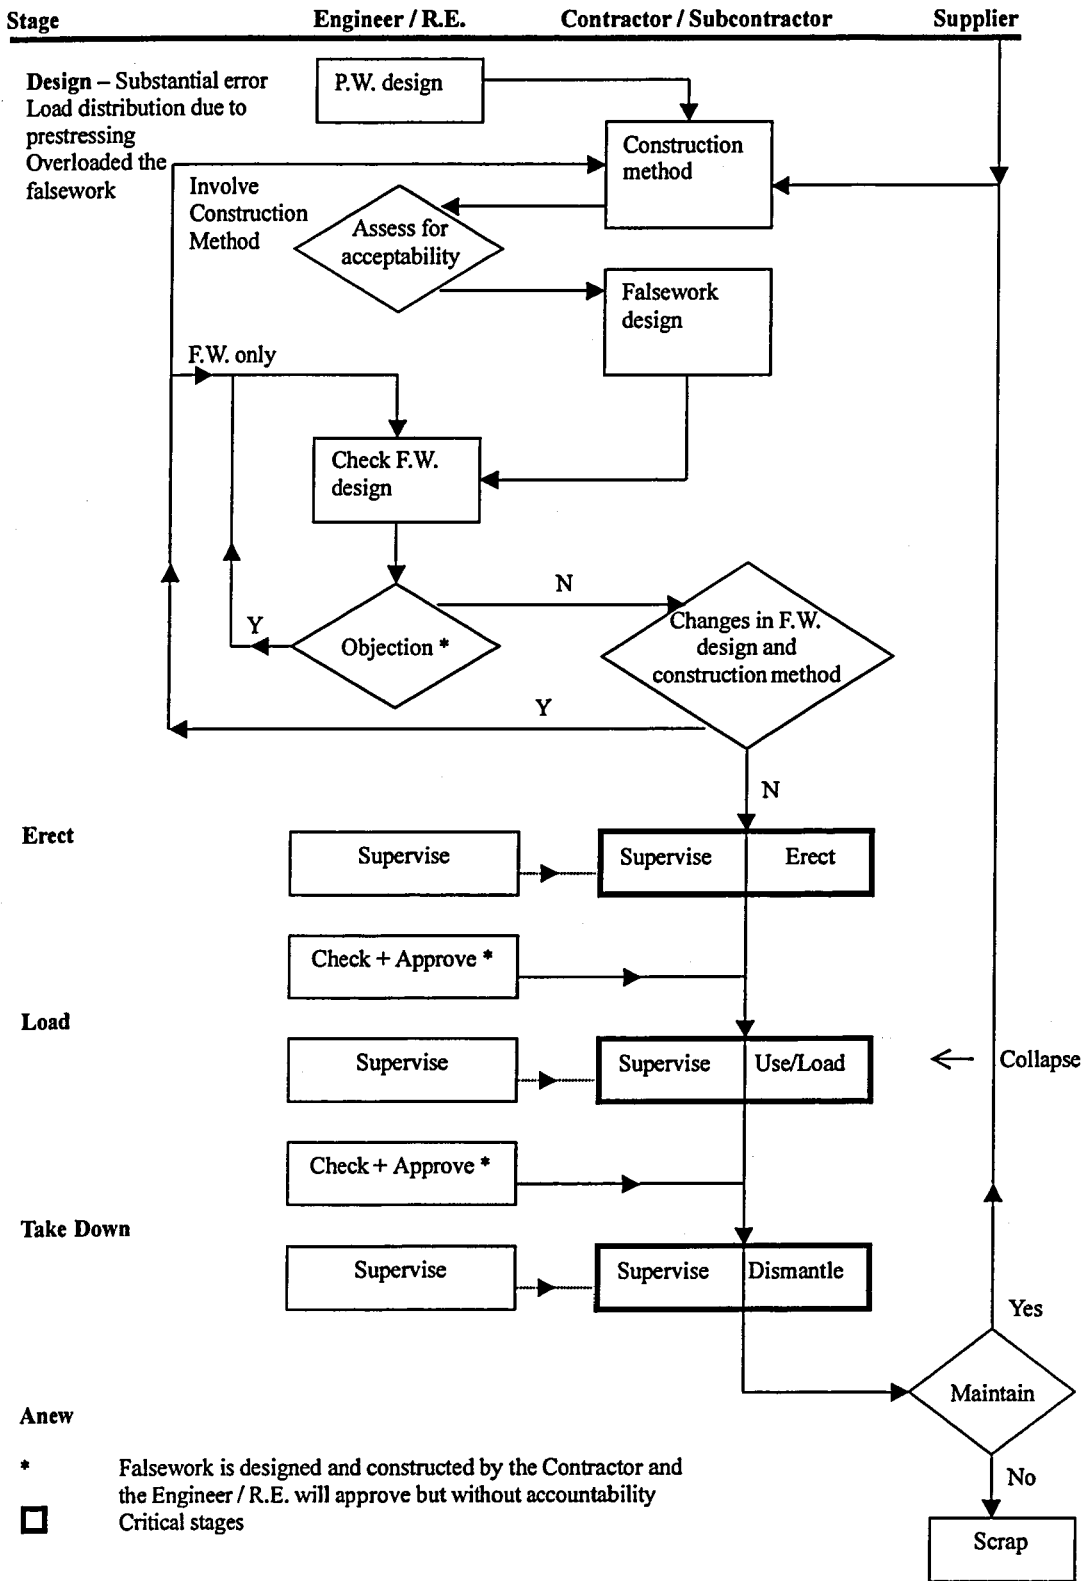 Stage Engineer / R.E. Contractor / Subcontractor Supplier
Design – Substantial error
Load distribution due to
prestressing
Overloaded the
falsework
P.W. design
Construction
method
Involve
Construction
Method
Assess for
acceptability
Falsework
design
F.W. only
Check F.W.
design
N
Y
Objection *
Changes in F.W.
design and
construction method
Y
N
Erect
Supervise
Supervise Erect
Check + Approve *
Load
Supervise
Supervise Use/Load
Collapse
Check + Approve *
Take Down
Supervise
Supervise Dismantle
Yes
Maintain
Anew
* Falsework is designed and constructed by the Contractor and
the Engineer / R.E. will approve but without accountability
Critical stages
No
Scrap